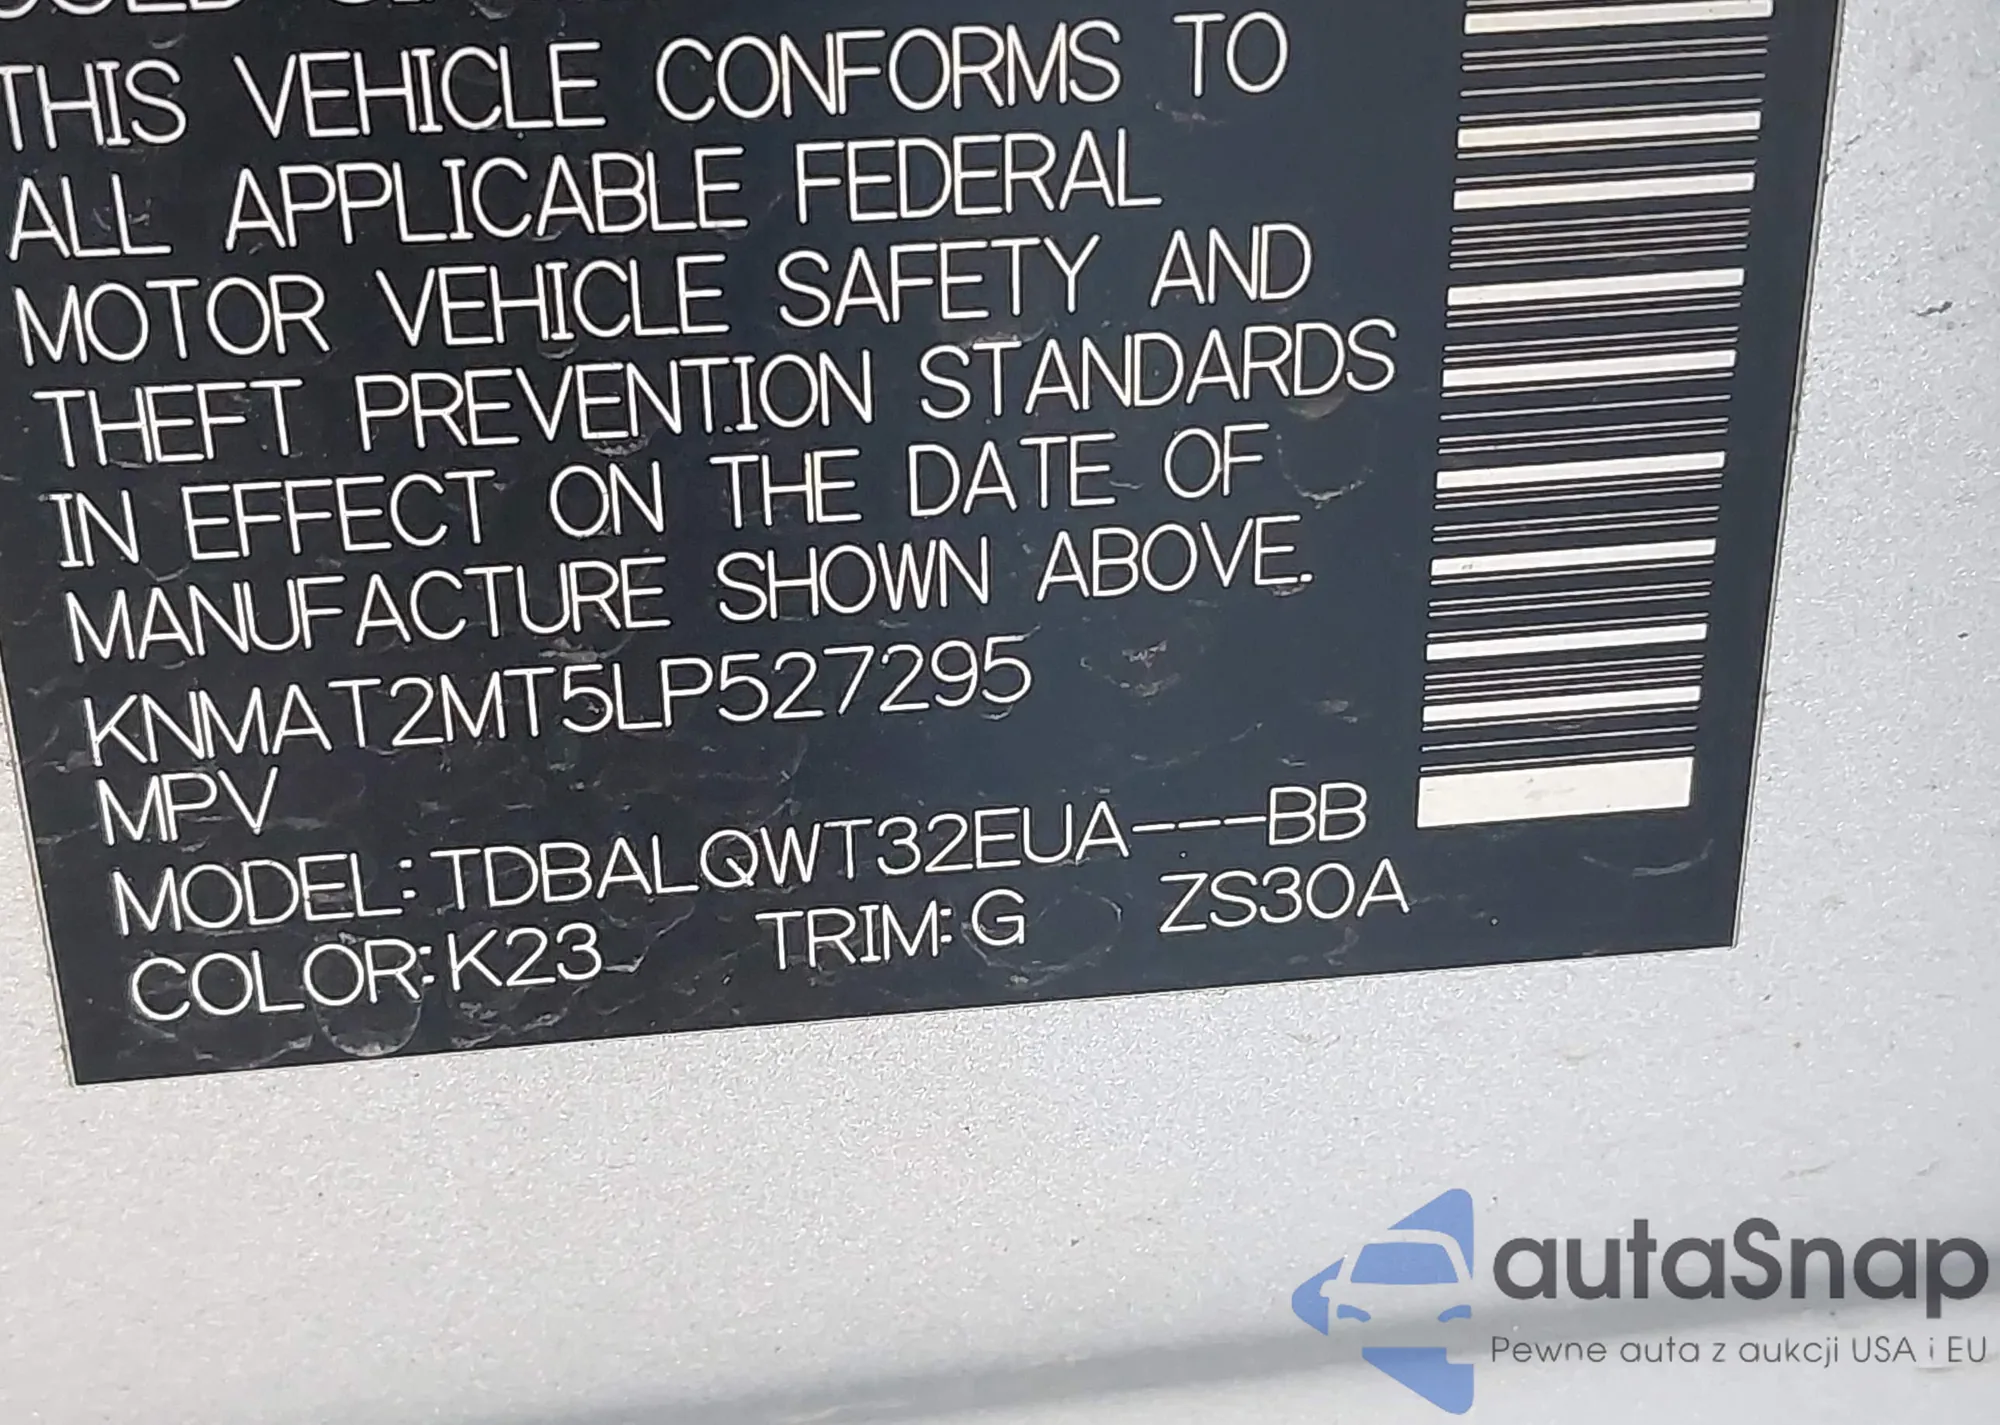 THIS VEHICLE CONFORMS TO
ALL APPLICABLE FEDERAL
MOTOR VEHICLE SAFETY AND
THEFT PREVENTION STANDARDS
IN EFFECT ON THE DATE OF
MANUFACTURE SHOWN ABOVE.
KNMAT2MT5LP527295
MPV
MODEL:TDBALQWT32EUA---BB
COLOR:K23 TRIM:G ZS30A
autaSnap
Pewne auta z aukcji USA i EU